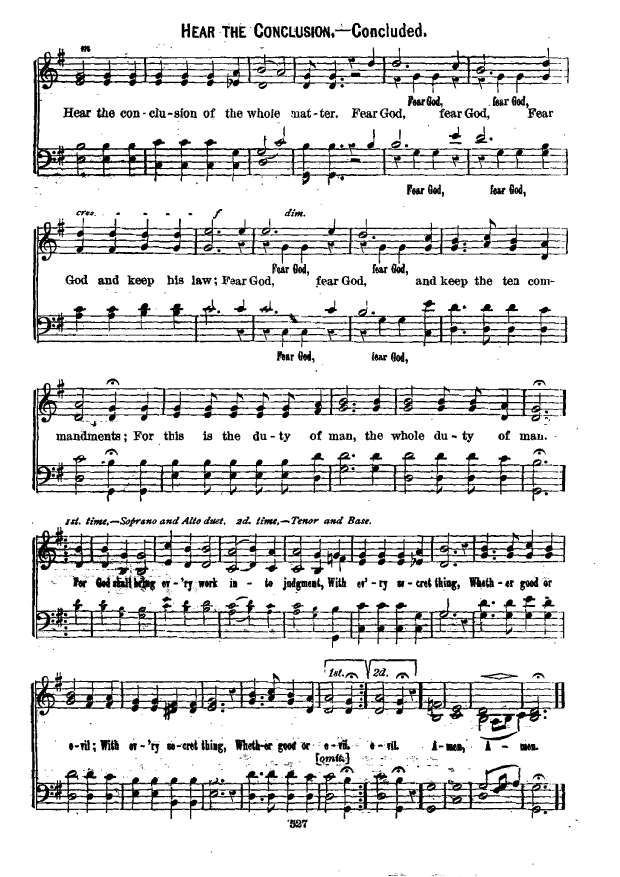 HEAR THE CONCLUSION.—Concluded.
m
Fear God, fear God,
Hear the con-clu-sion of the whole mat-ter. Fear God, fear God, Fear
Fear God, fear God,
cres - - - - f dim.
Fear God, fear God,
God and keep his law; Fear God, fear God, and keep the ten com-
Fear God, fear God,
mandments; For this is the du-ty of man, the whole du-ty of man.
1st. time,—Soprano and Alto duet. 2d. time,—Tenor and Base.
For God shall bring ev-'ry work in-to judgment, With ev'-ry se-cret thing, Wheth-er good or
1st. 2d.
e-vil; With ev-'ry se-cret thing, Wheth-er good or e-vil. e-vil. A-men, A-men.
[omit.]
527